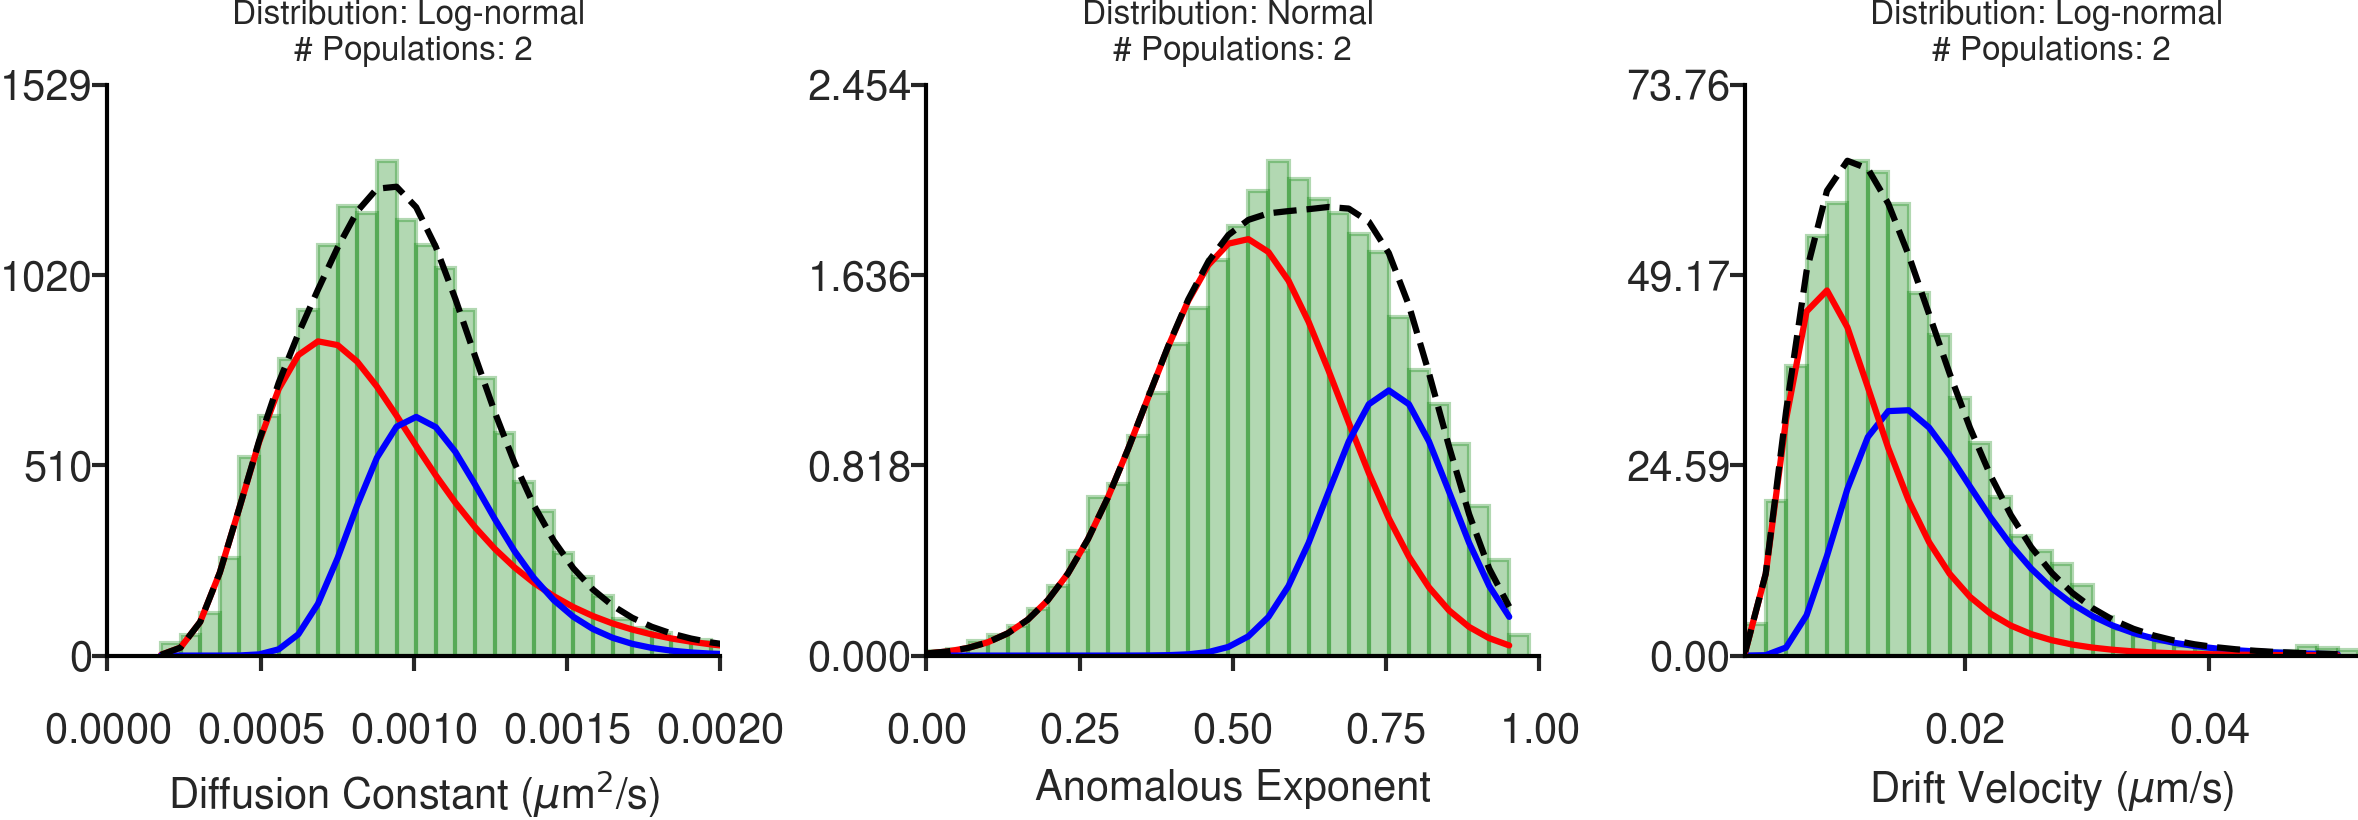 Distribution: Log-normal
# Populations: 2
1529
1020
510
0
0.0000 0.0005 0.0010 0.0015 0.0020
Diffusion Constant (μm²/s)
Distribution: Normal
# Populations: 2
2.454
1.636
0.818
0.000
0.00 0.25 0.50 0.75 1.00
Anomalous Exponent
Distribution: Log-normal
# Populations: 2
73.76
49.17
24.59
0.00
0.02 0.04
Drift Velocity (μm/s)